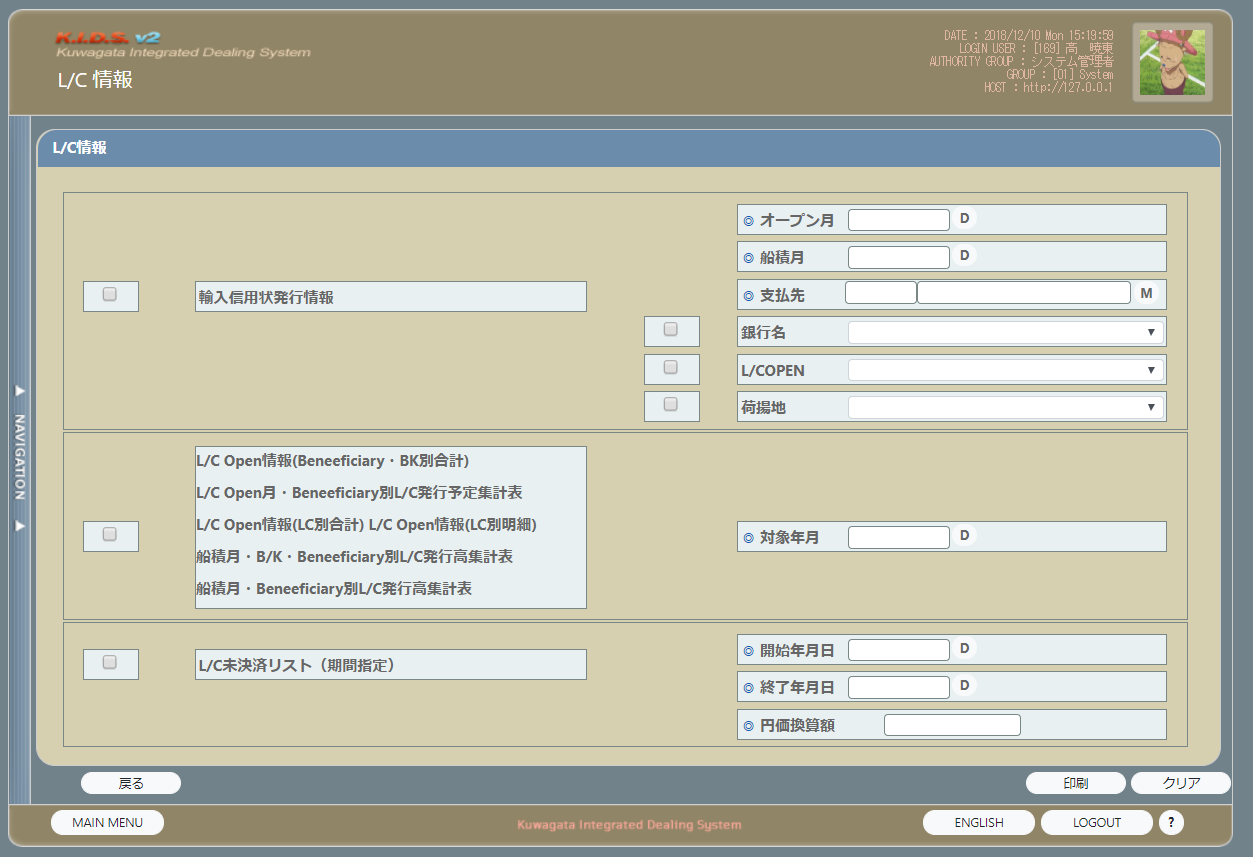 K.I.D.S. v2
Kuwagata Integrated Dealing System
L/C 情報
DATE : 2018/12/10 Mon 15:19:59
LOGIN USER : [169] 高　暁東
AUTHORITY GROUP : システム管理者
GROUP : [01] System
HOST : http://127.0.0.1
NAVIGATION
L/C情報
◎ オープン月 D
◎ 船積月 D
輸入信用状発行情報
◎ 支払先 M
銀行名
L/COPEN
荷揚地
L/C Open情報(Beneeficiary・BK別合計)
L/C Open月・Beneeficiary別L/C発行予定集計表
L/C Open情報(LC別合計) L/C Open情報(LC別明細)
船積月・B/K・Beneeficiary別L/C発行高集計表
船積月・Beneeficiary別L/C発行高集計表
◎ 対象年月 D
L/C未決済リスト（期間指定）
◎ 開始年月日 D
◎ 終了年月日 D
◎ 円価換算額
戻る 印刷 クリア
MAIN MENU Kuwagata Integrated Dealing System ENGLISH LOGOUT ?